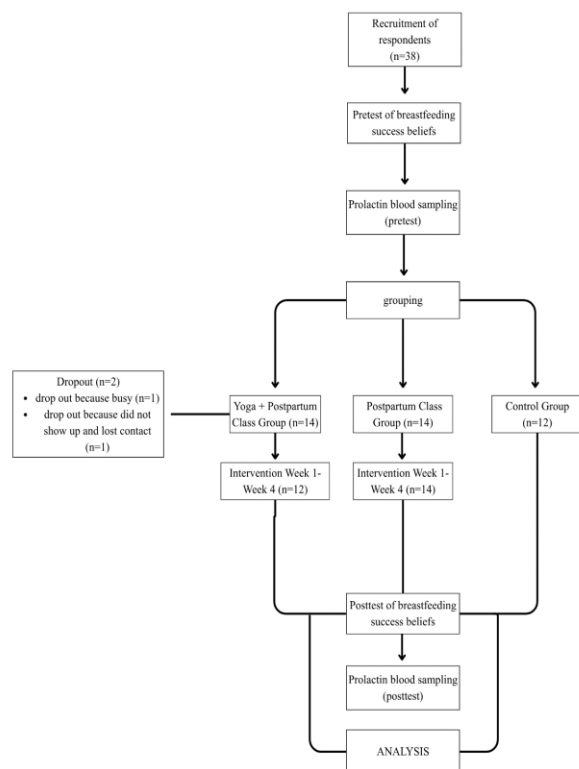 Recruitment of
respondents
(n=38)
Pretest of breastfeeding
success beliefs
Prolactin blood sampling
(pretest)
grouping
Dropout (n=2)
• drop out because busy (n=1)
• drop out because did not
show up and lost contact
(n=1)
Yoga + Postpartum
Class Group (n=14)
Postpartum Class
Group (n=14)
Control Group
(n=12)
Intervention Week 1-
Week 4 (n=12)
Intervention Week 1-
Week 4 (n=14)
Posttest of breastfeeding
success beliefs
Prolactin blood sampling
(posttest)
ANALYSIS